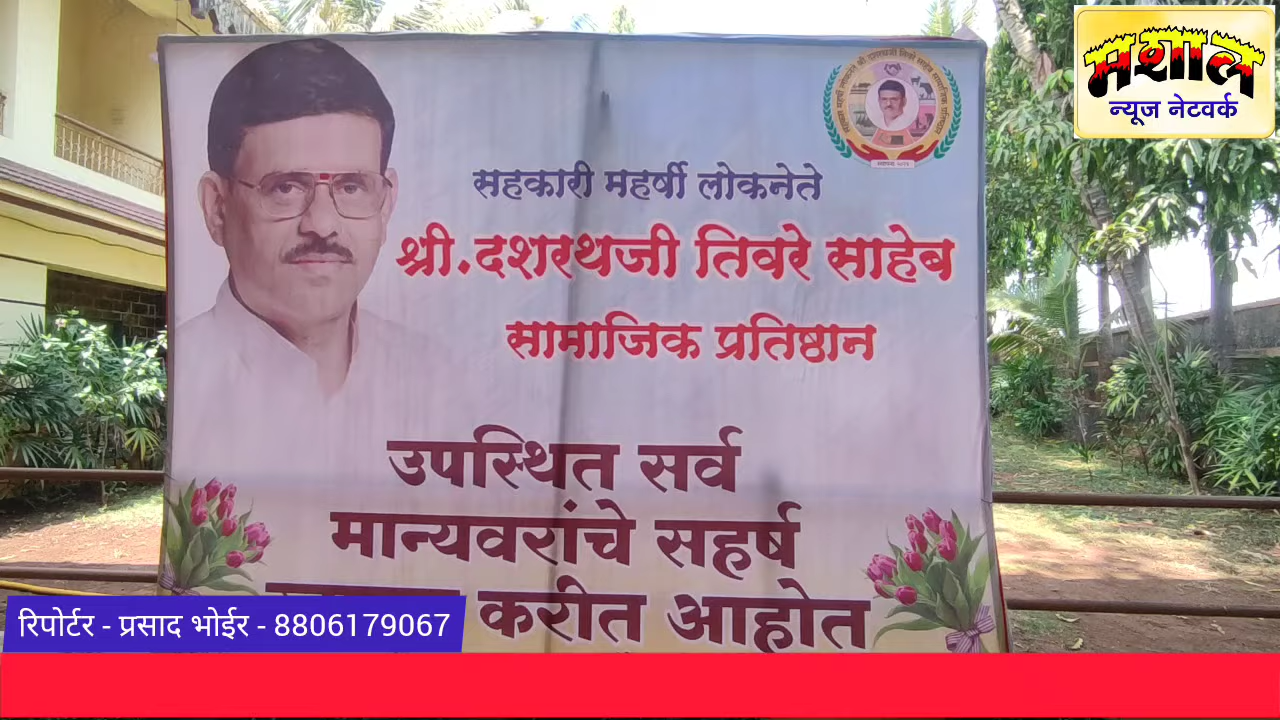 मशाल
न्यूज नेटवर्क
सहकारी महर्षी लोकनेते
श्री.दशरथजी तिवरे साहेब
सामाजिक प्रतिष्ठान
उपस्थित सर्व
मान्यवरांचे सहर्ष
करीत आहोत
रिपोर्टर - प्रसाद भोईर - 8806179067